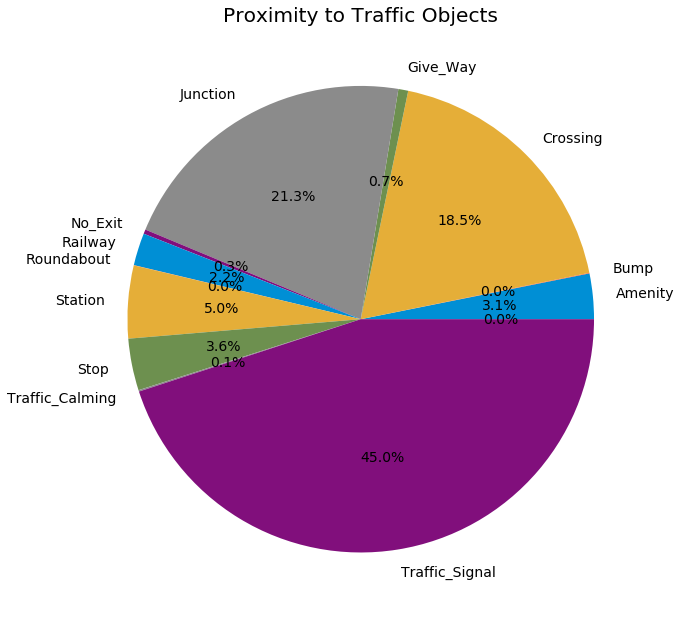 Proximity to Traffic Objects
Give_Way
Junction
Crossing
0.7%
21.3%
18.5%
No_Exit
Railway
Roundabout
0.3%
2.2%
0.0%
Bump
0.0%
Amenity
3.1%
0.0%
Station
5.0%
3.6%
Stop
0.1%
Traffic_Calming
45.0%
Traffic_Signal